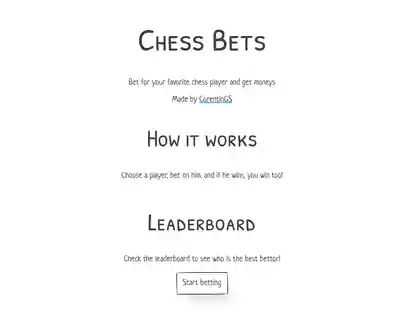 Chess Bets
Bet for your favorite chess player and get moneys
Made by CorentinGS
How it works
Choose a player, bet on him, and if he wins, you win too!
Leaderboard
Check the leaderboard to see who is the best bettor!
Start betting